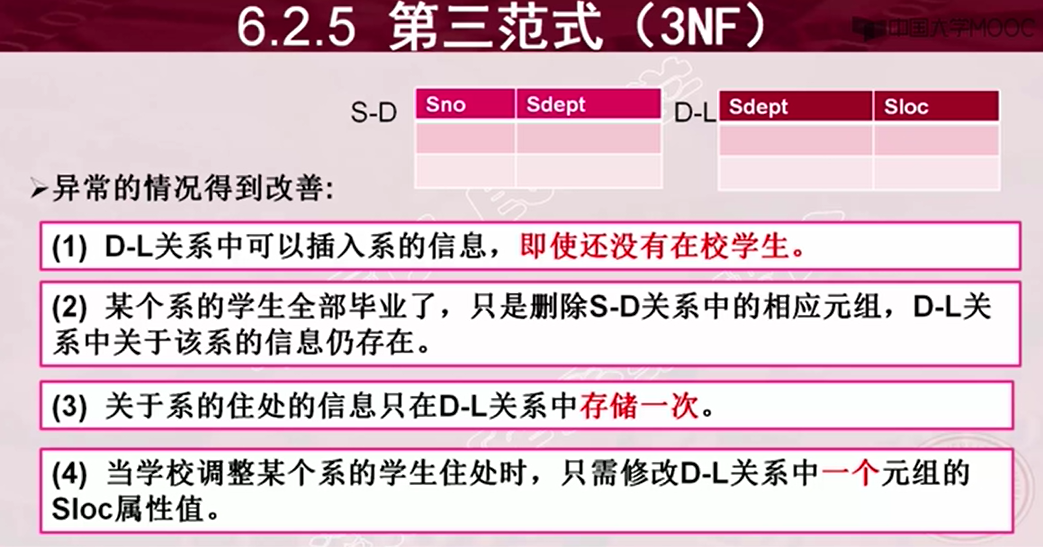 6.2.5 第三范式（3NF）
中国大学MOOC
S-D
Sno Sdept
D-L
Sdept Sloc
➢异常的情况得到改善:
(1) D-L关系中可以插入系的信息，即使还没有在校学生。
(2) 某个系的学生全部毕业了，只是删除S-D关系中的相应元组，D-L关
系中关于该系的信息仍存在。
(3) 关于系的住处的信息只在D-L关系中存储一次。
(4) 当学校调整某个系的学生住处时，只需修改D-L关系中一个元组的
Sloc属性值。